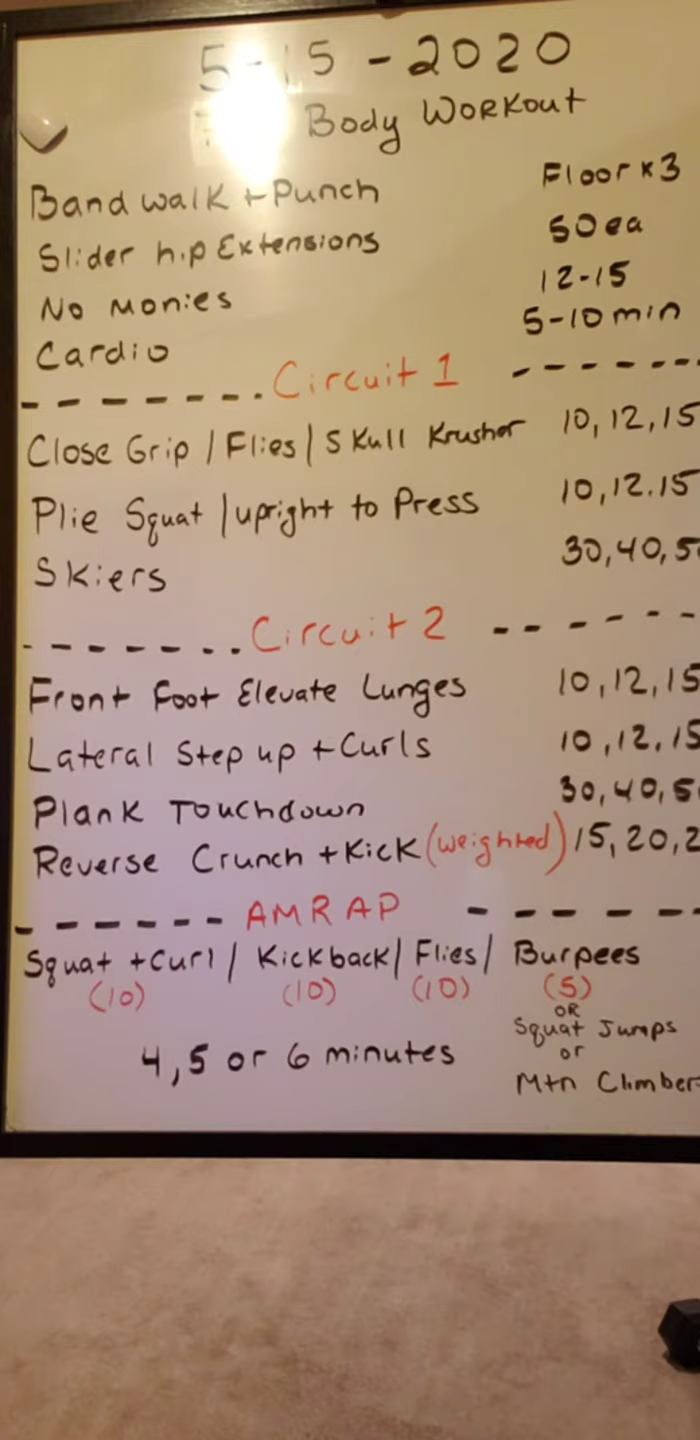 5-15-2020
Body Workout
Band walk + Punch Floor x3
Slider hip Extensions 50 ea
No Monies 12-15
Cardio 5-10 min
Circuit 1
Close Grip / Flies / Skull Krusher 10, 12, 15
Plie Squat / upright to Press 10, 12. 15
Skiers 30, 40, 5
Circuit 2
Front Foot Elevate Lunges 10, 12, 15
Lateral Step up + Curls 10, 12, 15
Plank Touchdown 30, 40, 5
Reverse Crunch + Kick (weighted) 15, 20, 2
AMRAP
Squat + Curl / Kickback / Flies / Burpees
(10) (10) (10) (5)
OR
Squat Jumps
4, 5 or 6 minutes or
Mtn Climber